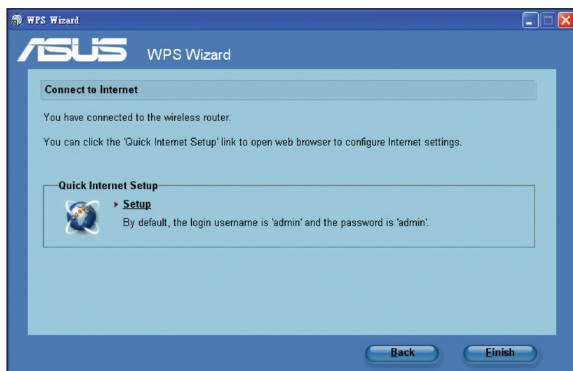 WPS Wizard
ASUS WPS Wizard
Connect to Internet
You have connected to the wireless router.
You can click the 'Quick Internet Setup' link to open web browser to configure Internet settings.
Quick Internet Setup
Setup
By default, the login username is 'admin' and the password is 'admin'.
Back Finish